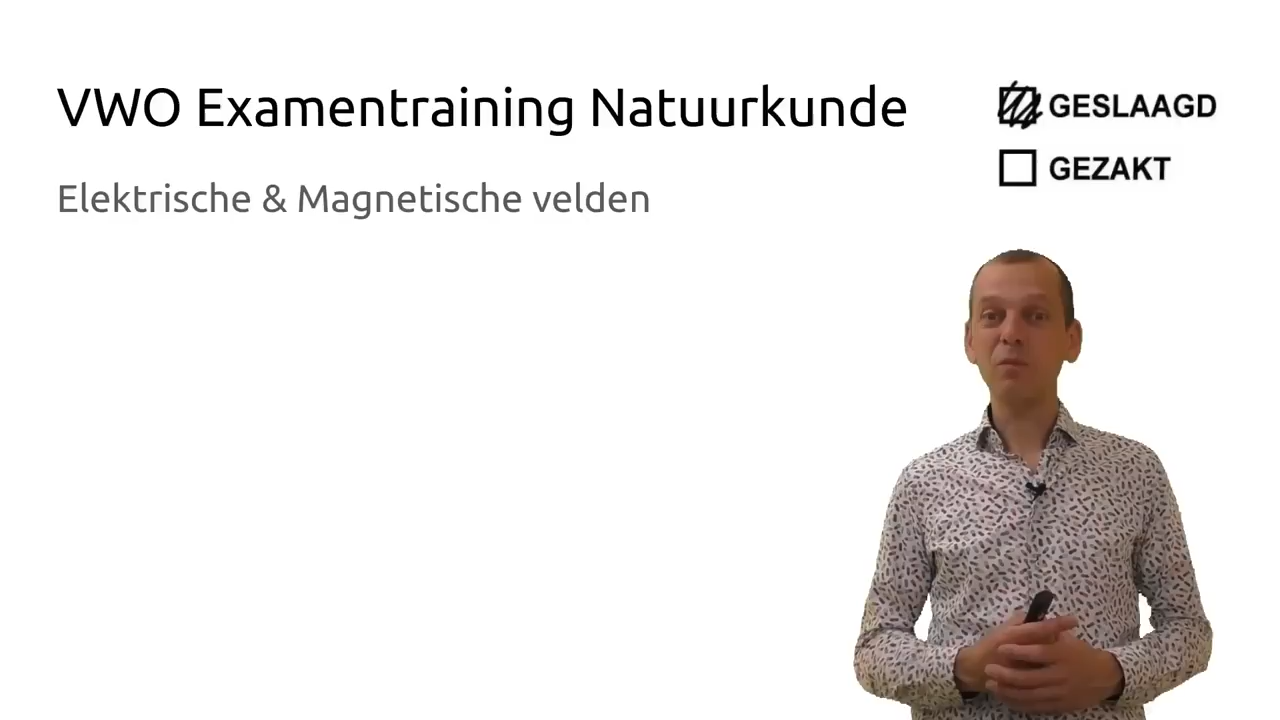 VWO Examentraining Natuurkunde
GESLAAGD
GEZAKT
Elektrische & Magnetische velden